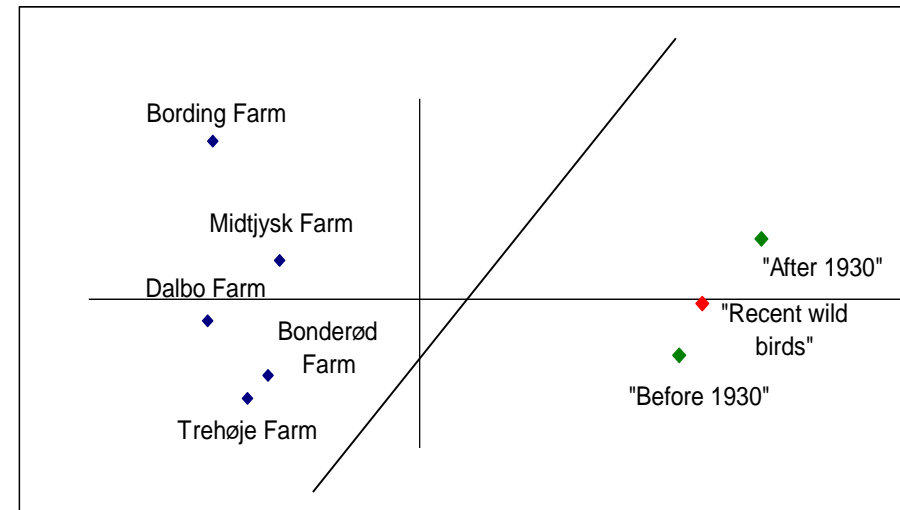 Bording Farm
Midtjysk Farm
Dalbo Farm
Bonderød
Farm
Trehøje Farm
"After 1930"
"Recent wild
birds"
"Before 1930"